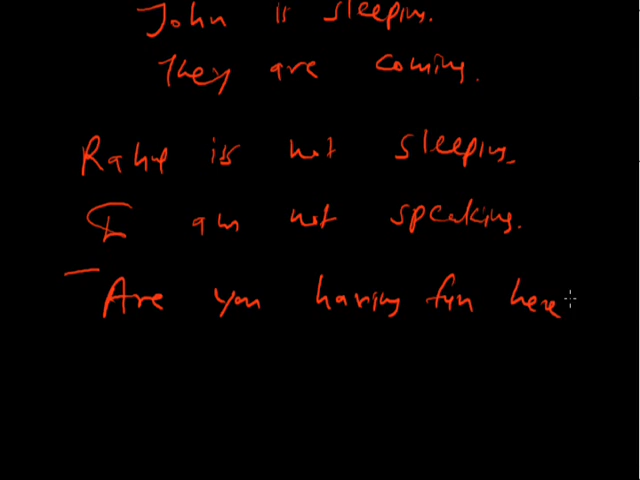 John is sleeping.
They are coming.
Rahul is not sleeping.
I am not speaking.
Are you having fun here